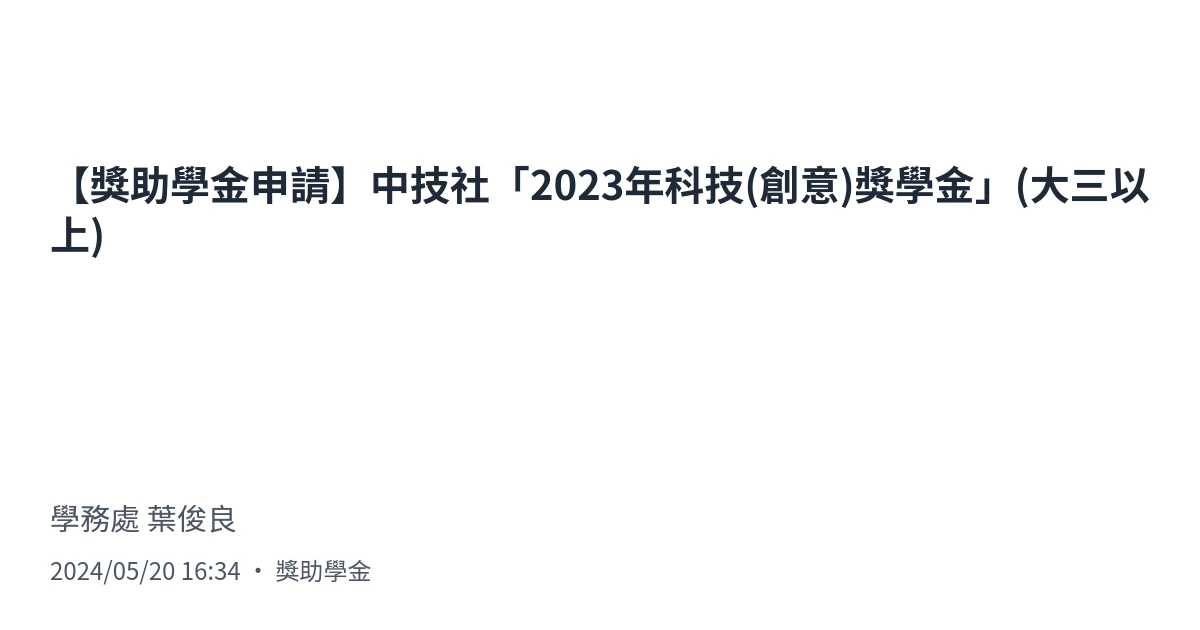 【獎助學金申請】中技社「2023年科技(創意)獎學金」(大三以
上)
學務處 葉俊良
2024/05/20 16:34 · 獎助學金